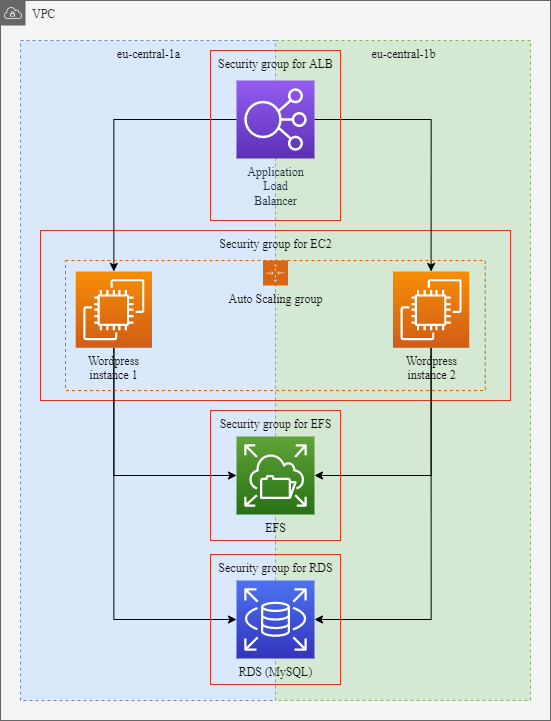 VPC
eu-central-1a
eu-central-1b
Security group for ALB
Application
Load
Balancer
Security group for EC2
Auto Scaling group
Wordpress
instance 1
Wordpress
instance 2
Security group for EFS
EFS
Security group for RDS
RDS (MySQL)